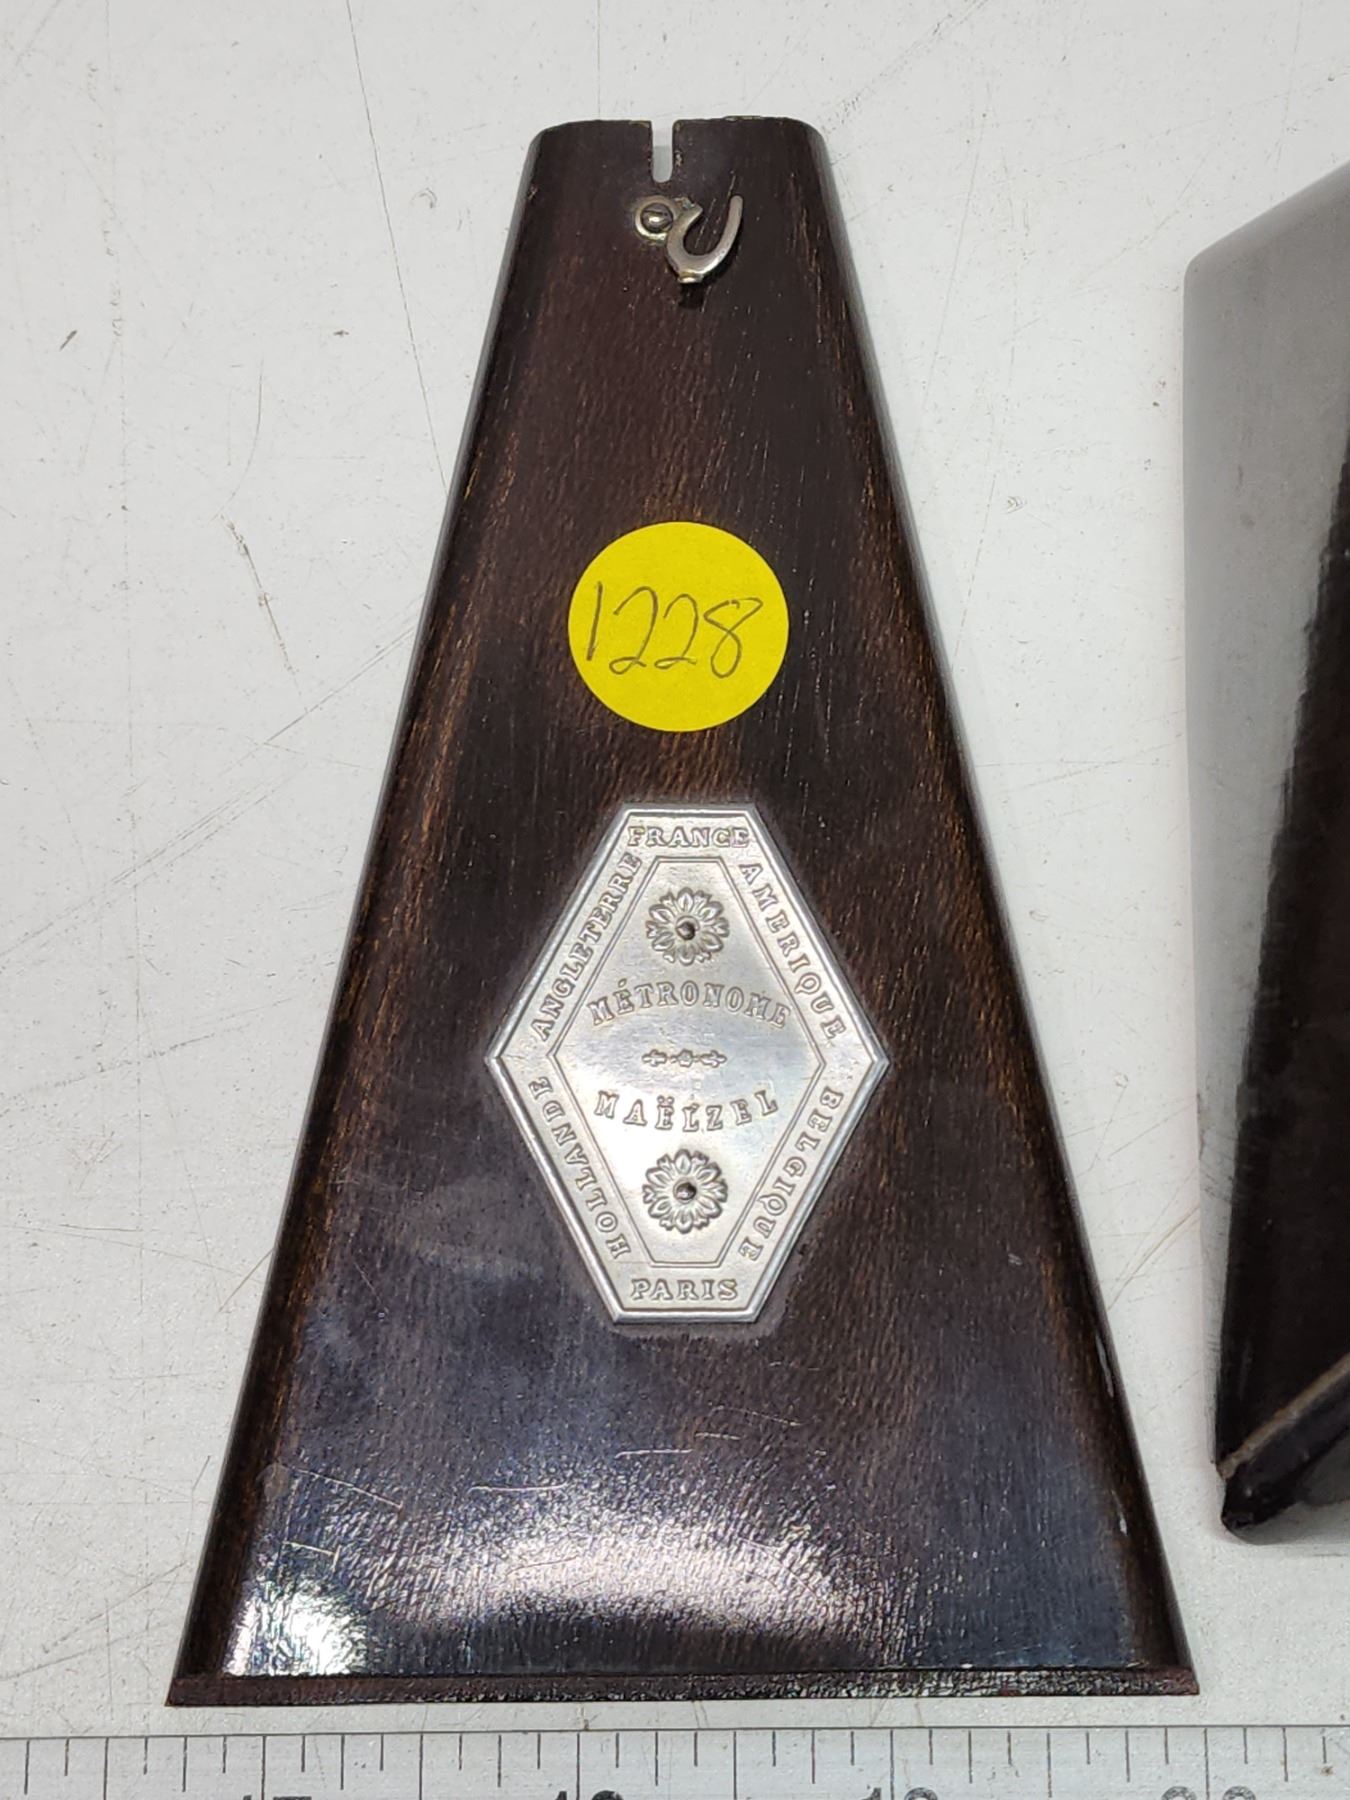 1228
FRANCE
ANGLETERRE
AMERIQUE
MÉTRONOME
MAËLZEL
HOLLANDE
BELGIQUE
PARIS